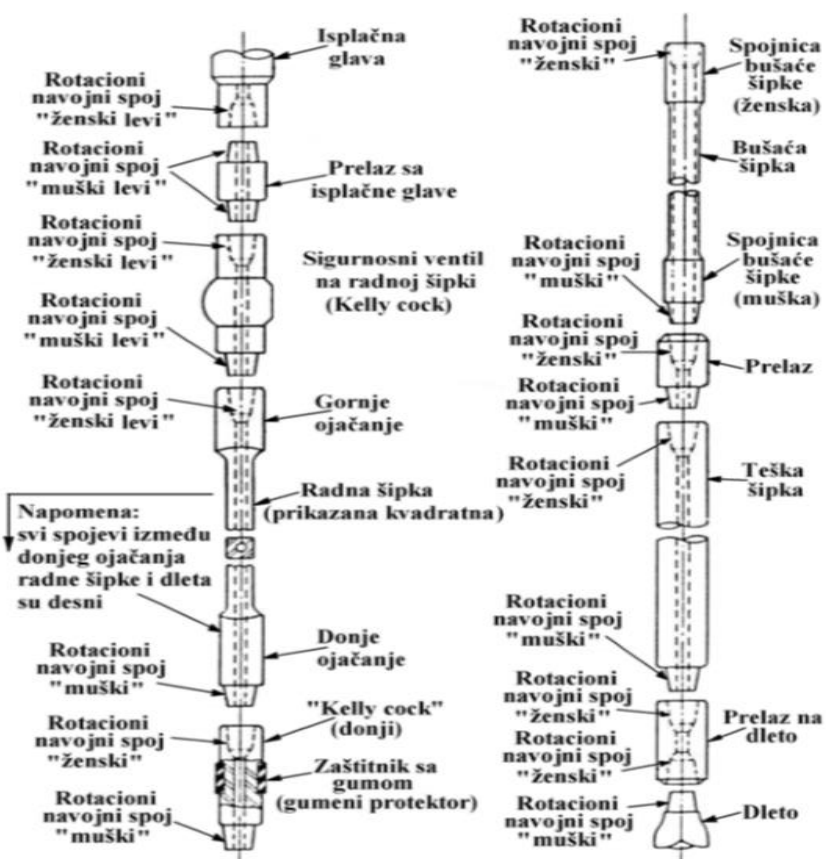 Isplačna
glava
Rotacioni
navojni spoj
"ženski levi"
Rotacioni
navojni spoj
"muški levi"
Prelaz sa
isplačne glave
Rotacioni
navojni spoj
"ženski levi"
Sigurnosni ventil
na radnoj šipki
(Kelly cock)
Rotacioni
navojni spoj
"muški levi"
Rotacioni
navojni spoj
"ženski levi"
Gornje
ojačanje
Radna šipka
(prikazana kvadratna)
Napomena:
svi spojevi između
donjeg ojačanja
radne šipke i dleta
su desni
Donje
ojačanje
Rotacioni
navojni spoj
"muški"
"Kelly cock"
(donji)
Rotacioni
navojni spoj
"ženski"
Zaštitnik sa
gumom
(gumeni protektor)
Rotacioni
navojni spoj
"muški"
Rotacioni
navojni spoj
"ženski"
Spojnica
bušaće
šipke
(ženska)
Bušaća
šipka
Rotacioni
navojni spoj
"muški"
Spojnica
bušaće
šipke
(muška)
Rotacioni
navojni spoj
"ženski"
Prelaz
Rotacioni
navojni spoj
"muški"
Rotacioni
navojni spoj
"ženski"
Teška
šipka
Rotacioni
navojni spoj
"muški"
Rotacioni
navojni spoj
"ženski"
Prelaz na
dleto
Rotacioni
navojni spoj
"ženski"
Rotacioni
navojni spoj
"muški"
Dleto